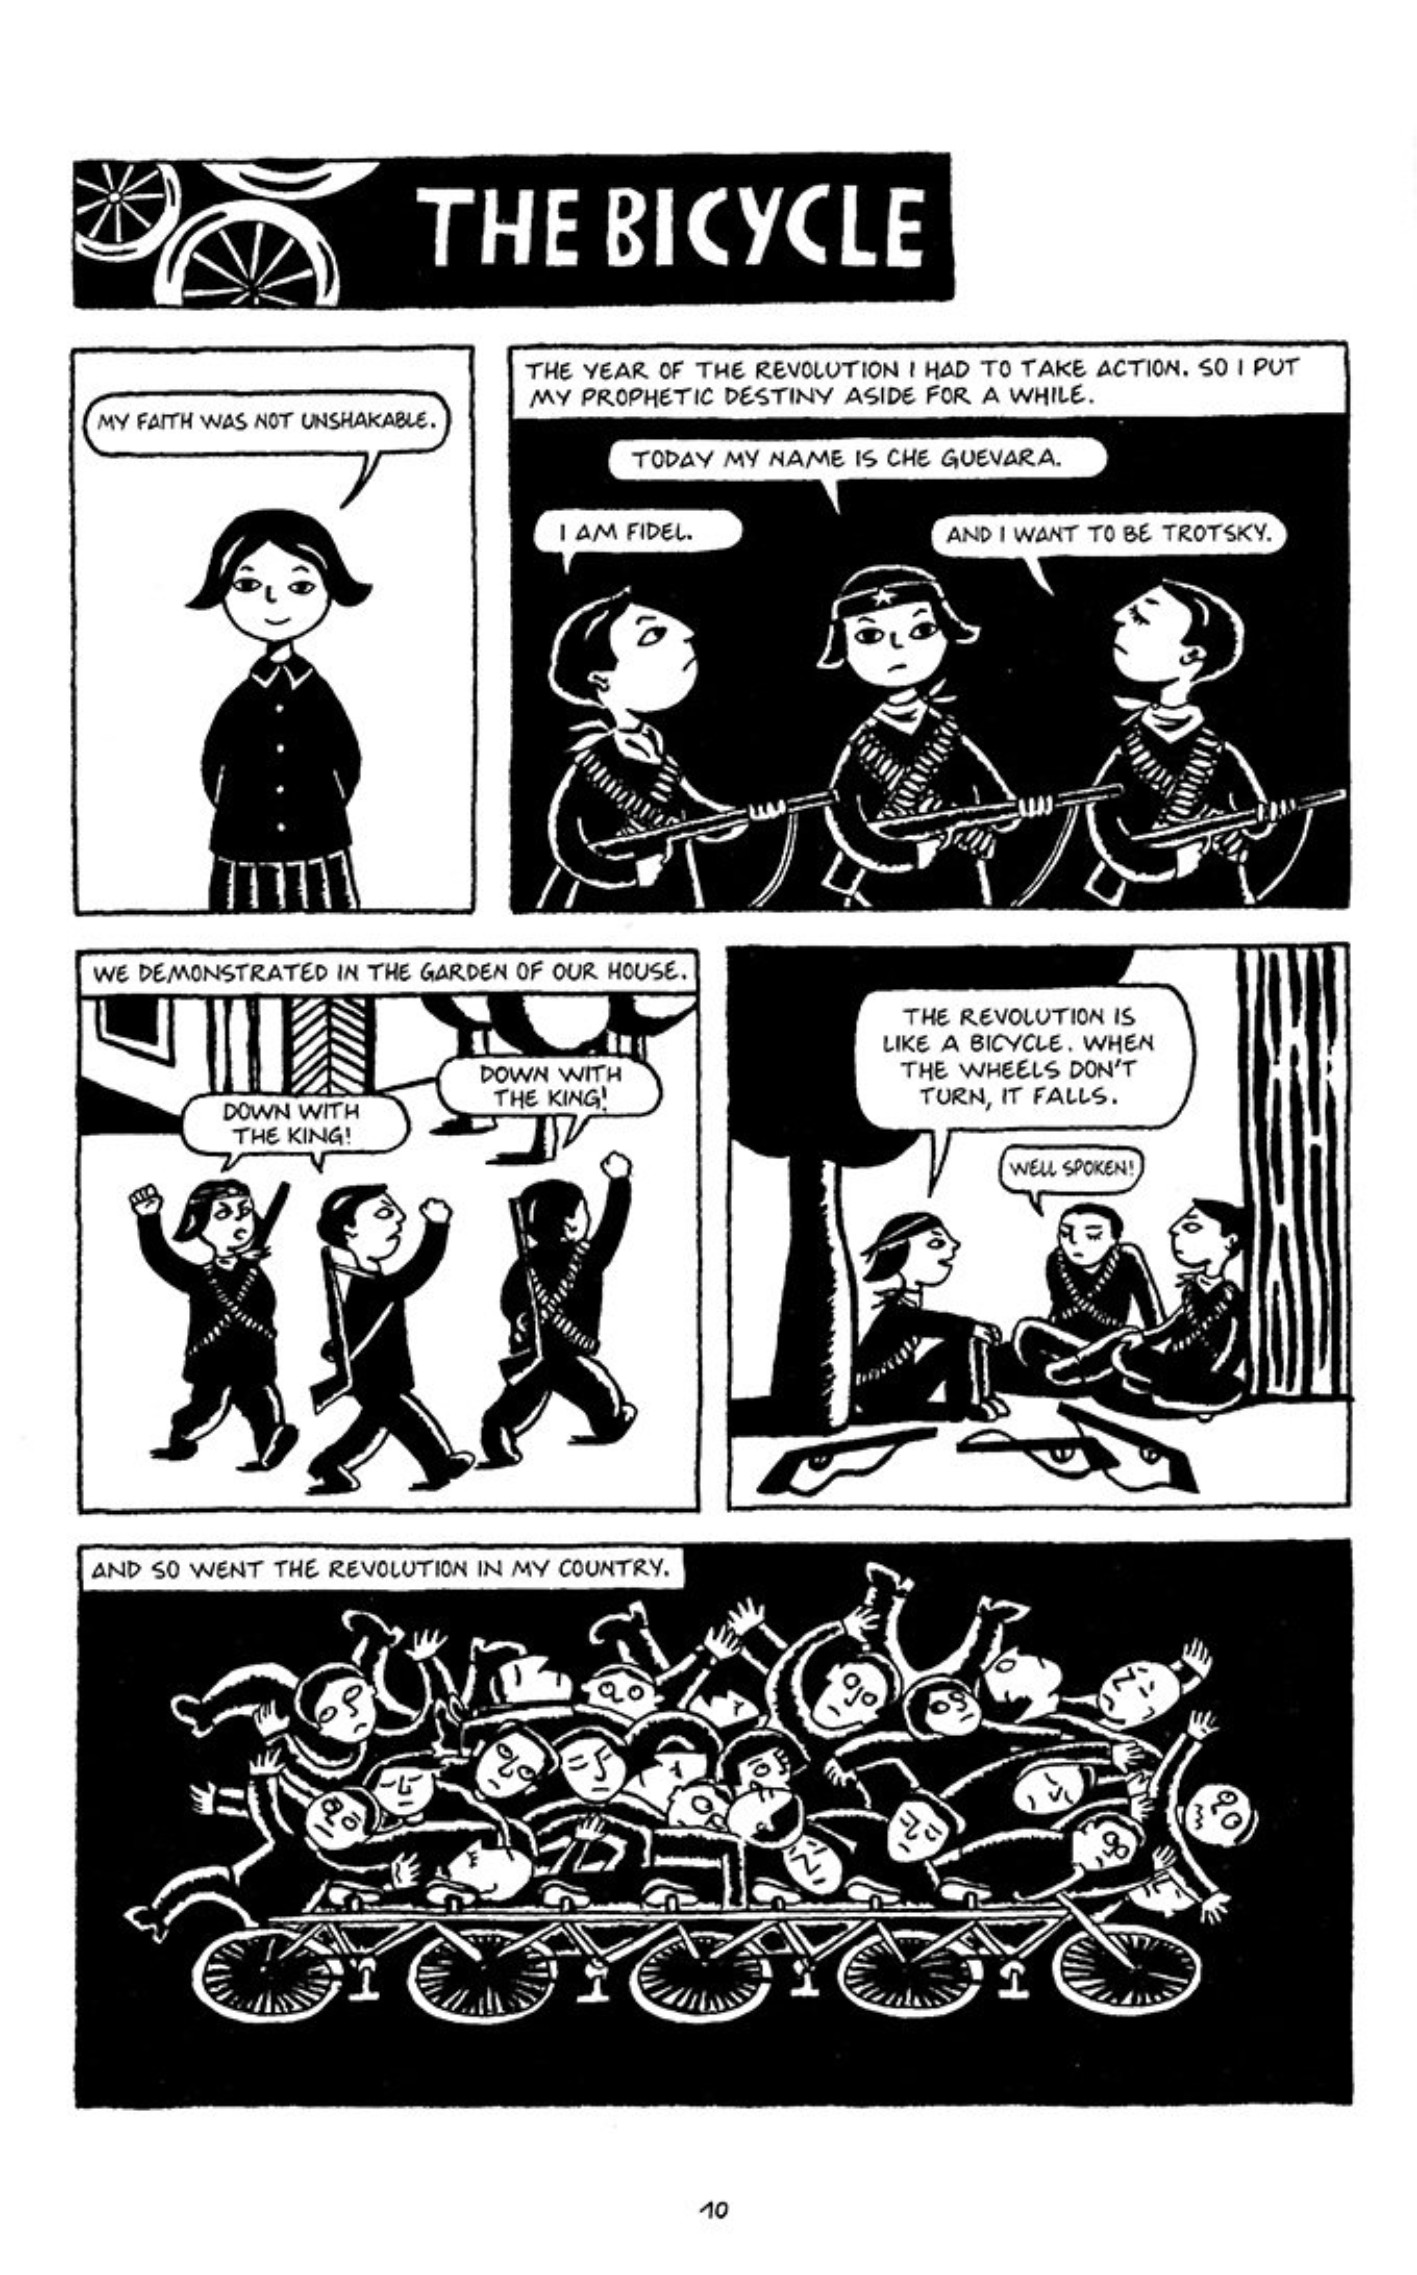 THE BICYCLE
MY FAITH WAS NOT UNSHAKABLE.
THE YEAR OF THE REVOLUTION I HAD TO TAKE ACTION. SO I PUT
MY PROPHETIC DESTINY ASIDE FOR A WHILE.
TODAY MY NAME IS CHE GUEVARA.
I AM FIDEL.
AND I WANT TO BE TROTSKY.
WE DEMONSTRATED IN THE GARDEN OF OUR HOUSE.
DOWN WITH
THE KING!
DOWN WITH
THE KING!
THE REVOLUTION IS
LIKE A BICYCLE. WHEN
THE WHEELS DON'T
TURN, IT FALLS.
WELL SPOKEN!
AND SO WENT THE REVOLUTION IN MY COUNTRY.
10